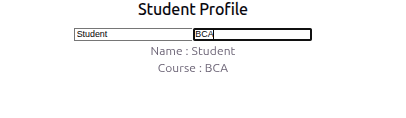 Student Profile
Student BCA
Name : Student
Course : BCA